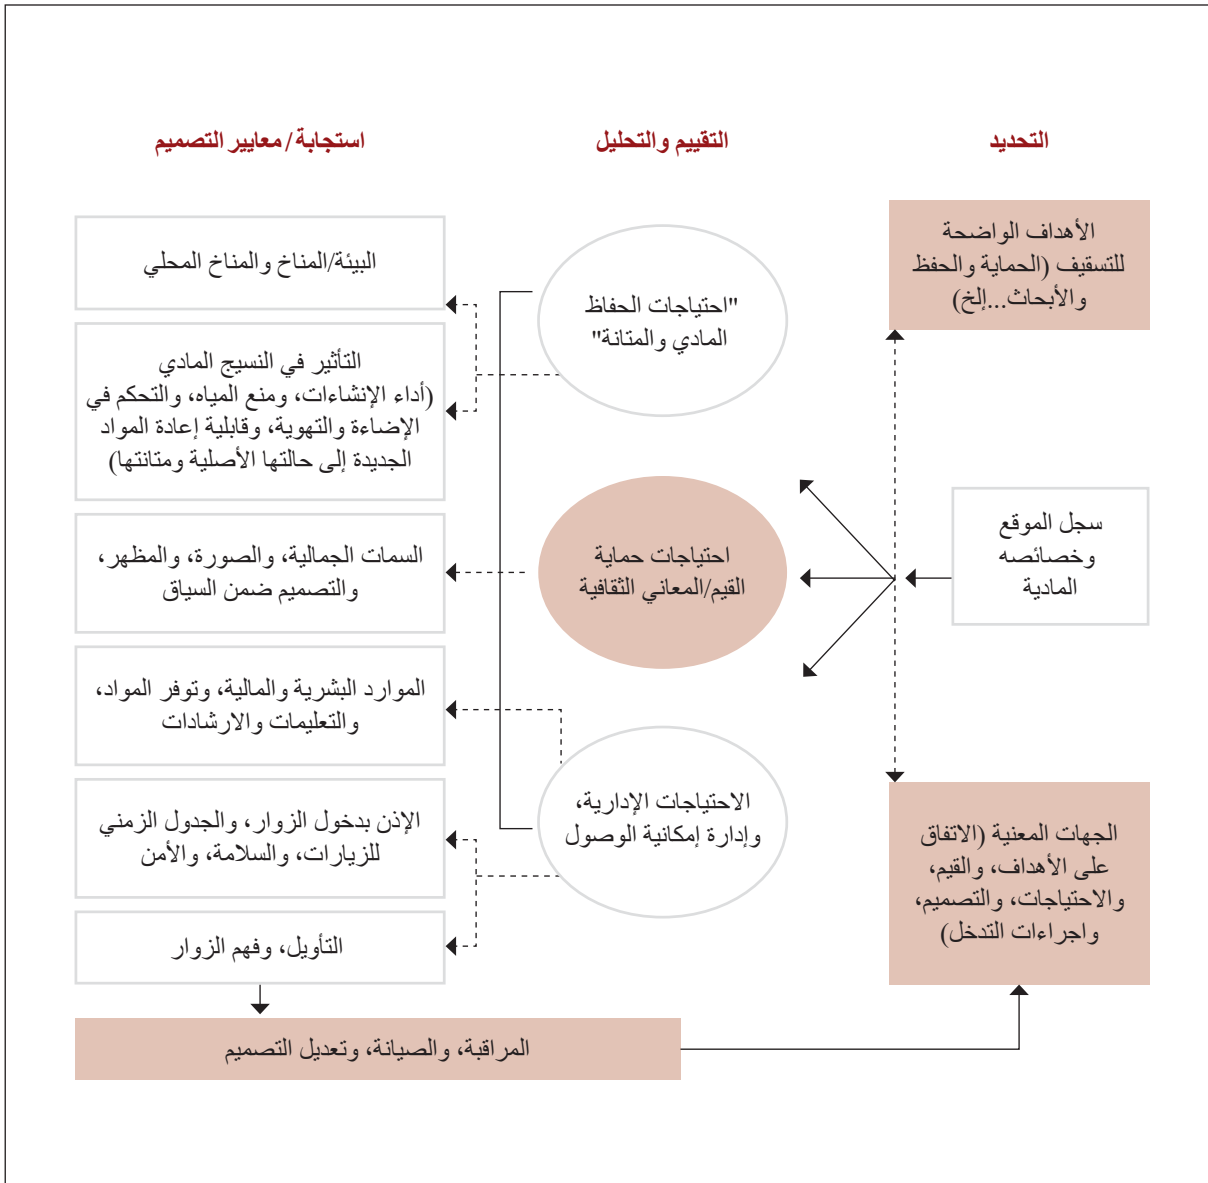 التحديد
التقييم والتحليل
استجابة/ معايير التصميم
الأهداف الواضحة
للتسقيف (الحماية والحفظ
والأبحاث...إلخ)
سجل الموقع
وخصائصه
المادية
الجهات المعنية (الاتفاق
على الأهداف، والقيم،
والاحتياجات، والتصميم،
واجراءات التدخل)
"احتياجات الحفاظ
المادي والمتانة"
احتياجات حماية
القيم/المعاني الثقافية
الاحتياجات الإدارية،
وإدارة إمكانية الوصول
البيئة/المناخ والمناخ المحلي
التأثير في النسيج المادي
(أداء الإنشاءات، ومنع المياه، والتحكم في
الإضاءة والتهوية، وقابلية إعادة المواد
الجديدة إلى حالتها الأصلية ومتانتها)
السمات الجمالية، والصورة، والمظهر،
والتصميم ضمن السياق
الموارد البشرية والمالية، وتوفر المواد،
والتعليمات والارشادات
الإذن بدخول الزوار، والجدول الزمني
للزيارات، والسلامة، والأمن
التأويل، وفهم الزوار
المراقبة، والصيانة، وتعديل التصميم